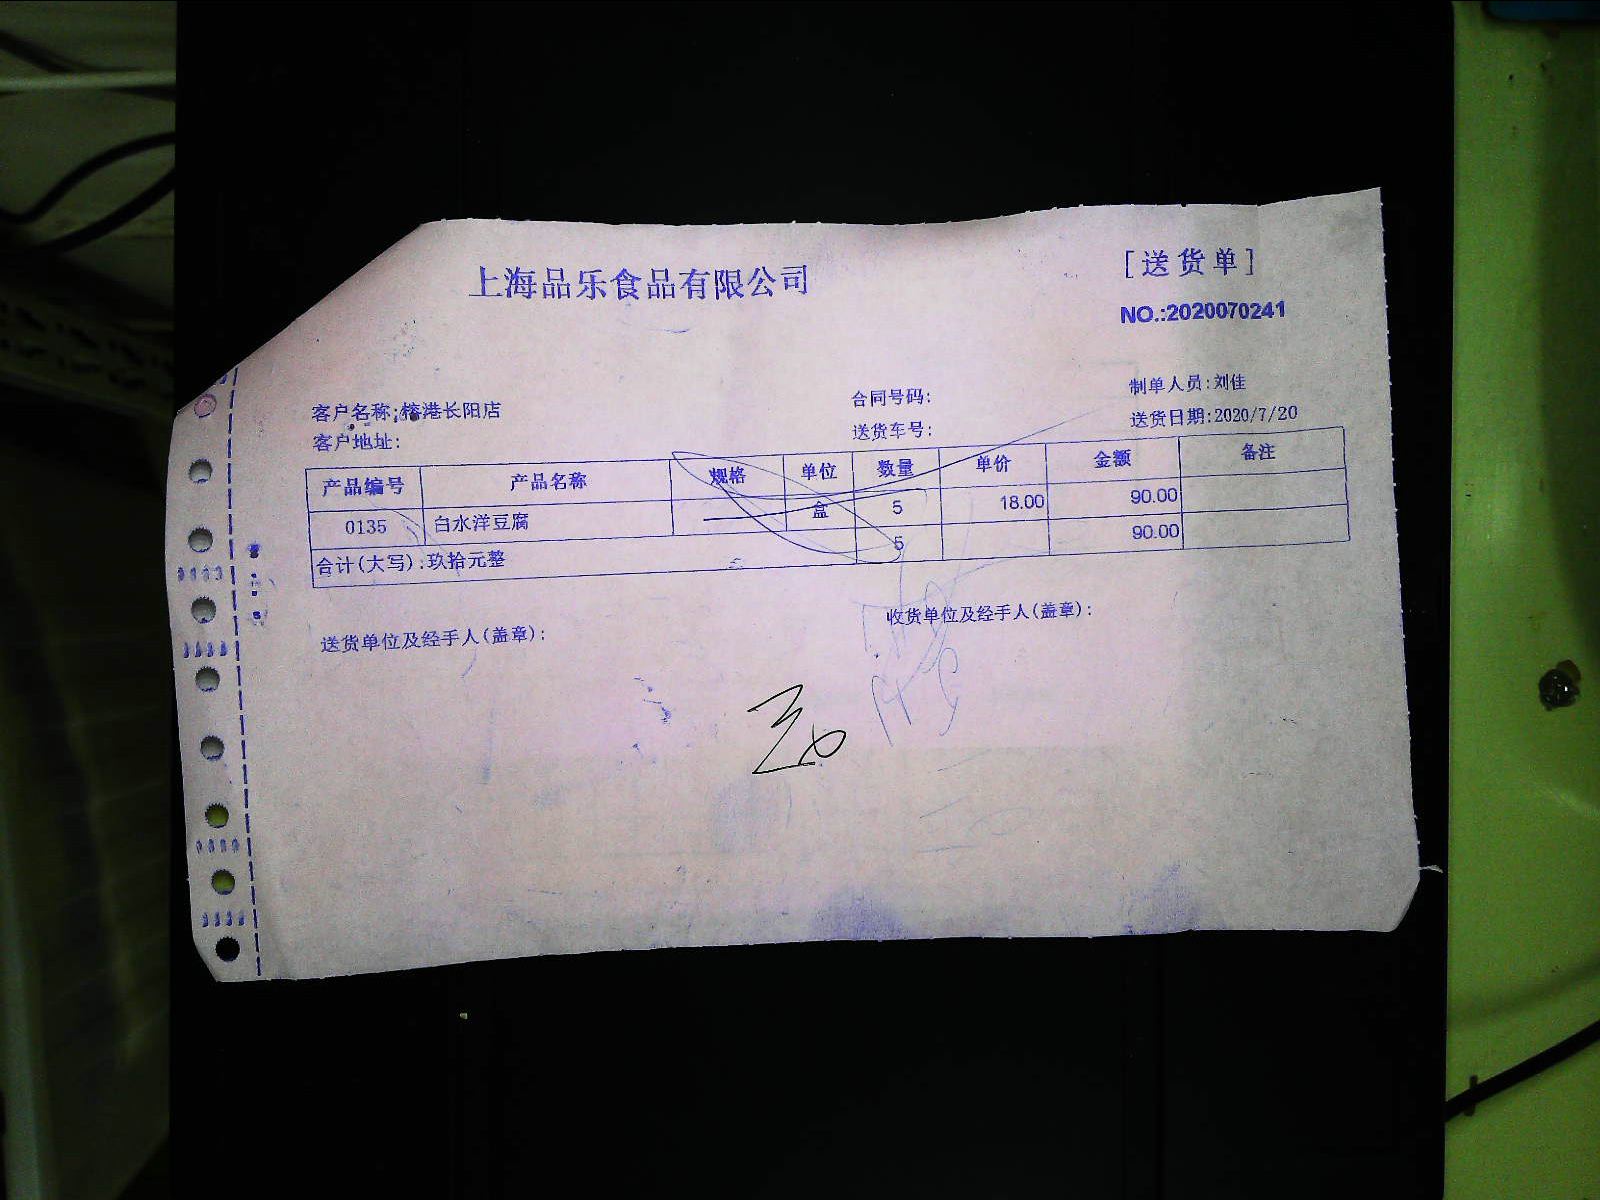 上海品乐食品有限公司
[送货单]
NO.:2020070241
制单人员:刘佳
客户名称:榕港长阳店
合同号码:
送货日期:2020/7/20
客户地址:
送货车号:
产品编号 产品名称 规格 单位 数量 单价 金额 备注
0135 白水洋豆腐 盒 5 18.00 90.00
合计(大写):玖拾元整 5 90.00
送货单位及经手人(盖章):
收货单位及经手人(盖章):